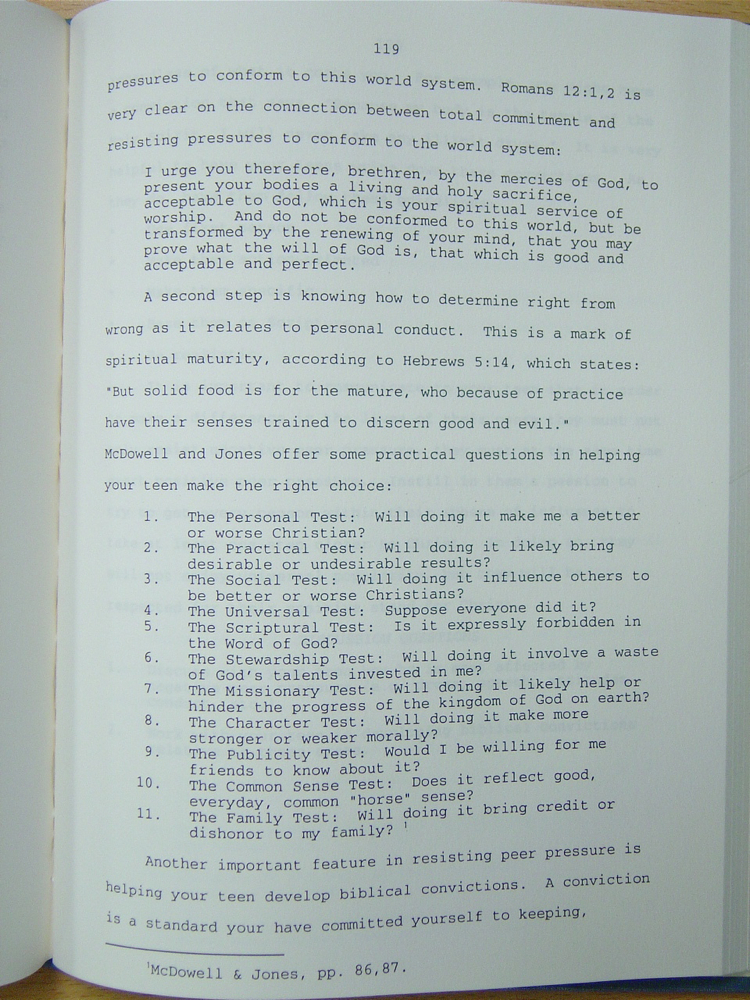 119
pressures to conform to this world system. Romans 12:1,2 is
very clear on the connection between total commitment and
resisting pressures to conform to the world system:
I urge you therefore, brethren, by the mercies of God, to
present your bodies a living and holy sacrifice,
acceptable to God, which is your spiritual service of
worship. And do not be conformed to this world, but be
transformed by the renewing of your mind, that you may
prove what the will of God is, that which is good and
acceptable and perfect.
A second step is knowing how to determine right from
wrong as it relates to personal conduct. This is a mark of
spiritual maturity, according to Hebrews 5:14, which states:
"But solid food is for the mature, who because of practice
have their senses trained to discern good and evil."
McDowell and Jones offer some practical questions in helping
your teen make the right choice:
1. The Personal Test: Will doing it make me a better
or worse Christian?
2. The Practical Test: Will doing it likely bring
desirable or undesirable results?
3. The Social Test: Will doing it influence others to
be better or worse Christians?
4. The Universal Test: Suppose everyone did it?
5. The Scriptural Test: Is it expressly forbidden in
the Word of God?
6. The Stewardship Test: Will doing it involve a waste
of God's talents invested in me?
7. The Missionary Test: Will doing it likely help or
hinder the progress of the kingdom of God on earth?
8. The Character Test: Will doing it make more
stronger or weaker morally?
9. The Publicity Test: Would I be willing for me
friends to know about it?
10. The Common Sense Test: Does it reflect good,
everyday, common "horse" sense?
11. The Family Test: Will doing it bring credit or
dishonor to my family? 1
Another important feature in resisting peer pressure is
helping your teen develop biblical convictions. A conviction
is a standard your have committed yourself to keeping,
1McDowell & Jones, pp. 86,87.